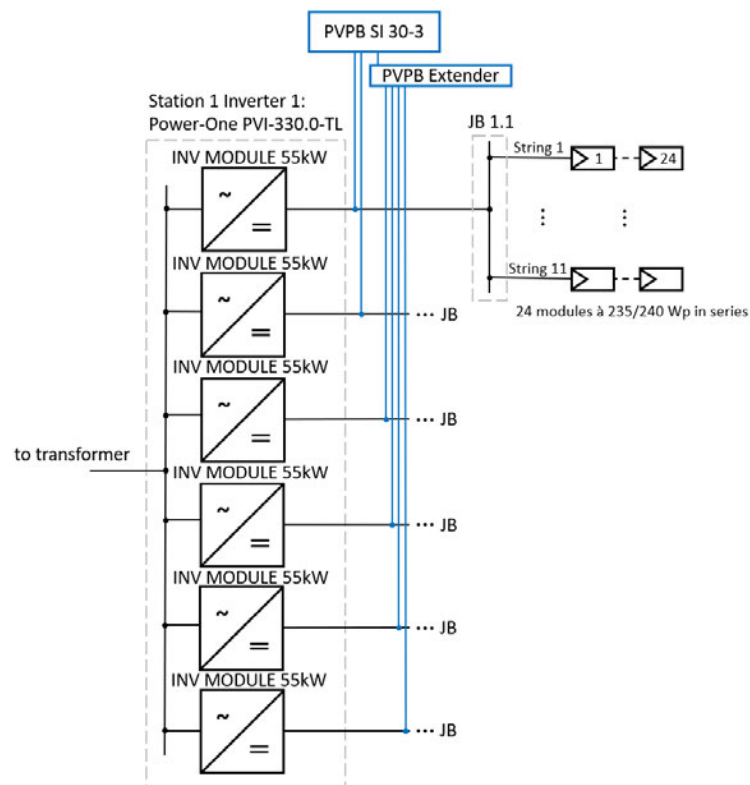 PVPB SI 30-3
PVPB Extender
Station 1 Inverter 1:
Power-One PVI-330.0-TL
JB 1.1
INV MODULE 55kW
~
=
String 1
1
24
⋮
⋮
String 11
24 modules à 235/240 Wp in series
INV MODULE 55kW
~
=
... JB
INV MODULE 55kW
~
=
... JB
to transformer
INV MODULE 55kW
~
=
... JB
INV MODULE 55kW
~
=
... JB
INV MODULE 55kW
~
=
... JB